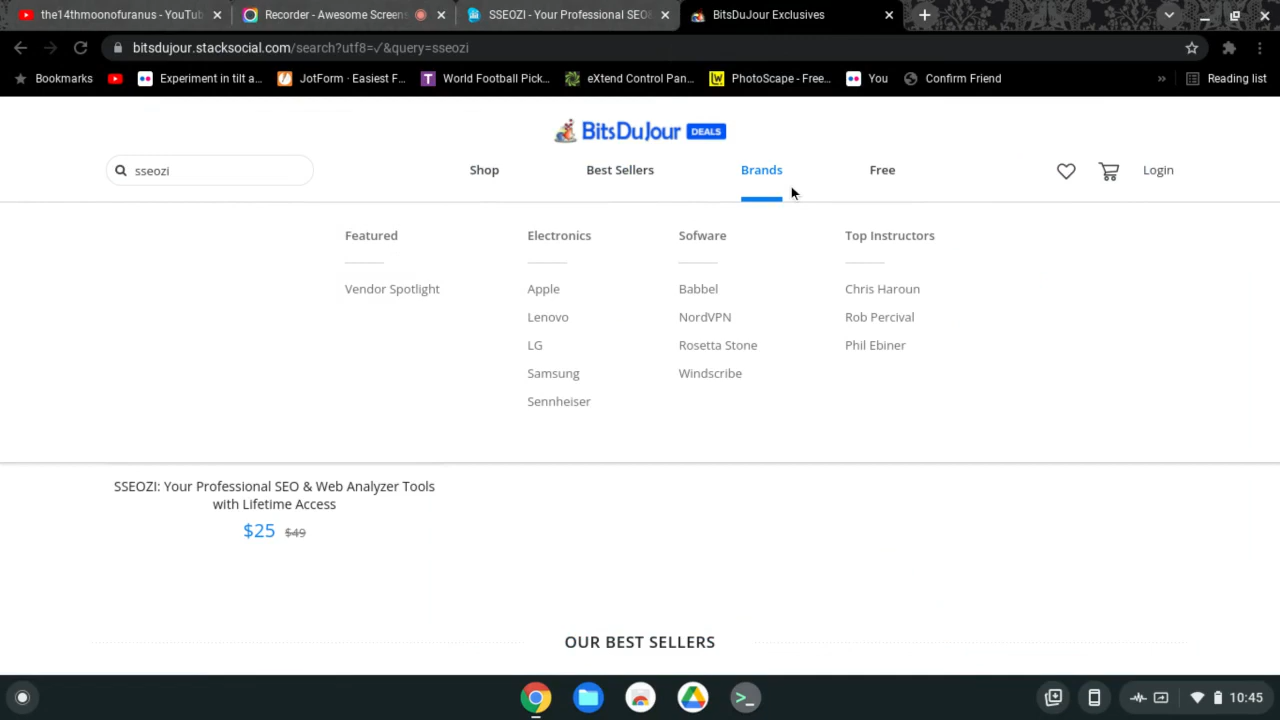 the14thmoonofuranus - YouTub
Recorder - Awesome Screens
SSEOZI - Your Professional SEO
BitsDuJour Exclusives
bitsdujour.stacksocial.com/search?utf8=✓&query=sseozi
Bookmarks
Experiment in tilt a...
JotForm · Easiest F...
World Football Pick...
eXtend Control Pan...
PhotoScape - Free...
You
Confirm Friend
»
Reading list
BitsDuJour DEALS
sseozi
Shop
Best Sellers
Brands
Free
Login
Featured
Electronics
Sofware
Top Instructors
Vendor Spotlight
Apple
Babbel
Chris Haroun
Lenovo
NordVPN
Rob Percival
LG
Rosetta Stone
Phil Ebiner
Samsung
Windscribe
Sennheiser
SSEOZI: Your Professional SEO & Web Analyzer Tools
with Lifetime Access
$25 $49
OUR BEST SELLERS
10:45